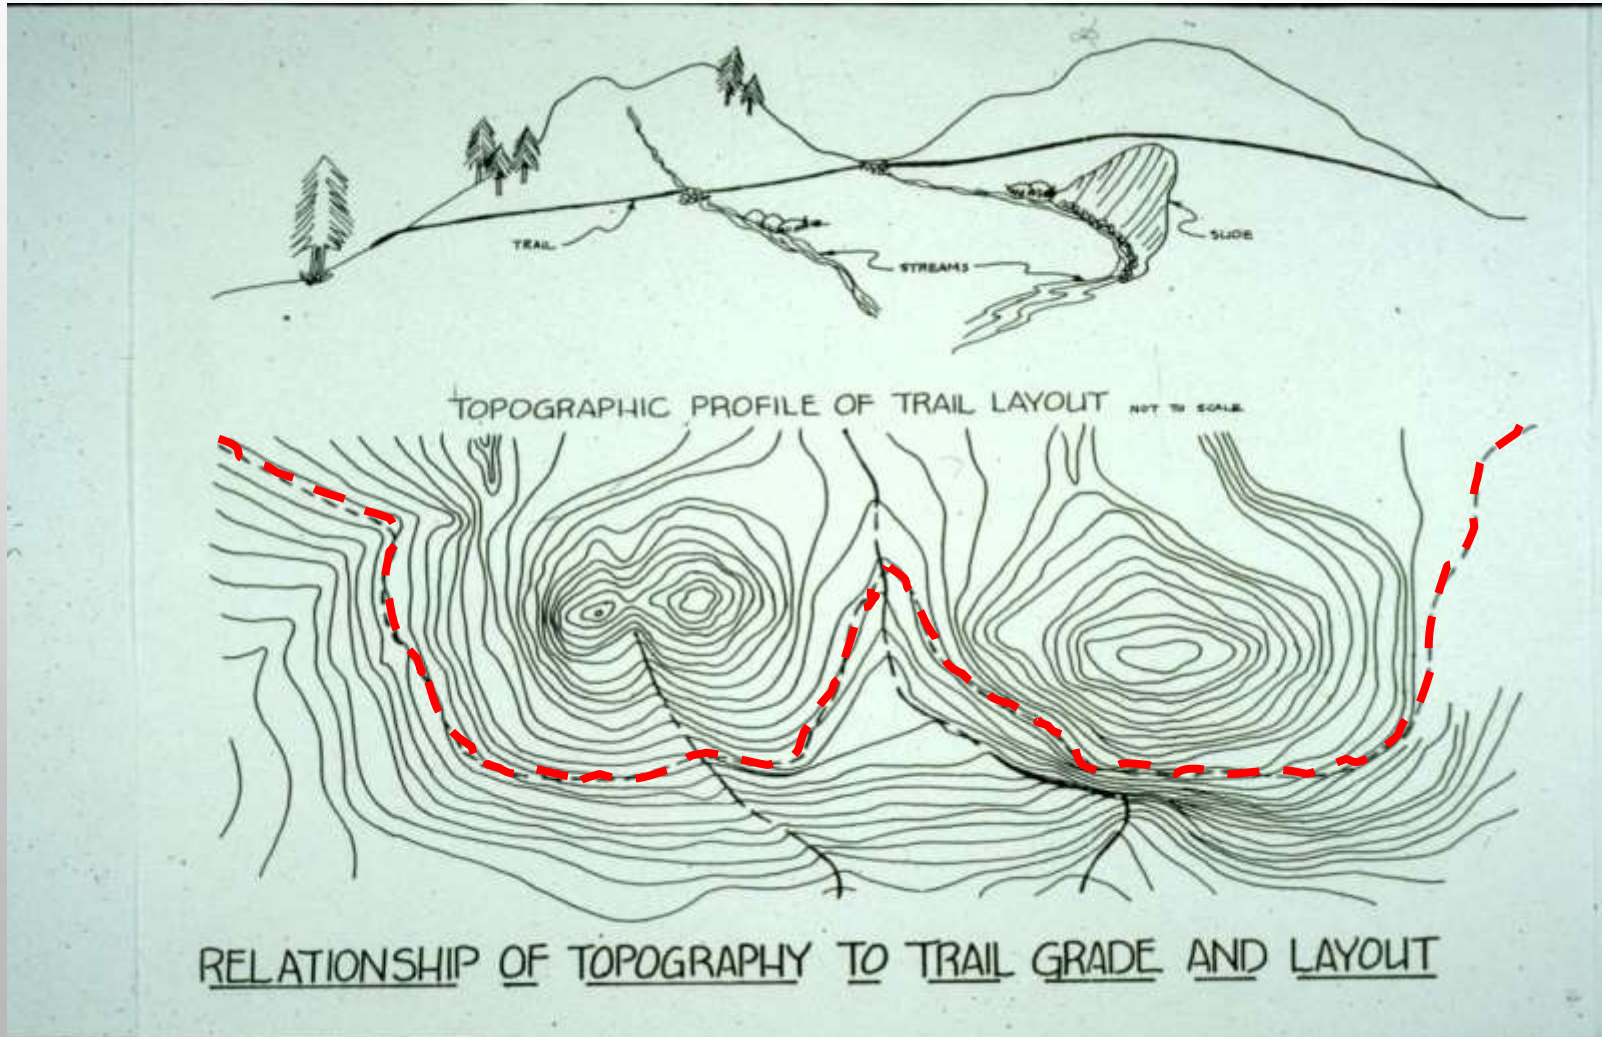 TRAIL
STREAMS
SLIDE
TOPOGRAPHIC PROFILE OF TRAIL LAYOUT NOT TO SCALE
RELATIONSHIP OF TOPOGRAPHY TO TRAIL GRADE AND LAYOUT